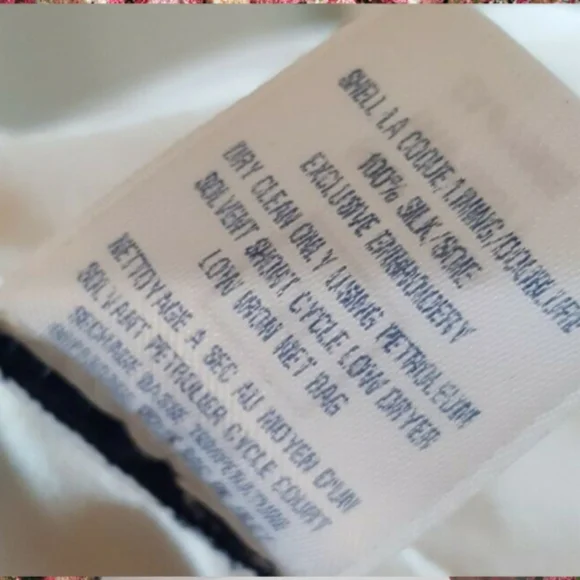 SHELL LA COQUE/LINING/DOUBLURE
100% SILK/SOIE
EXCLUSIVE EMBROIDERY
DRY CLEAN ONLY USING PETROLEUM
SOLVENT SHORT CYCLE LOW DRYER
LOW IRON NET BAG
NETTOYAGE A SEC AU MOYEN D'UN
SOLVANT PETROLIER CYCLE COURT
SECHAGE BASSE TEMPERATURE